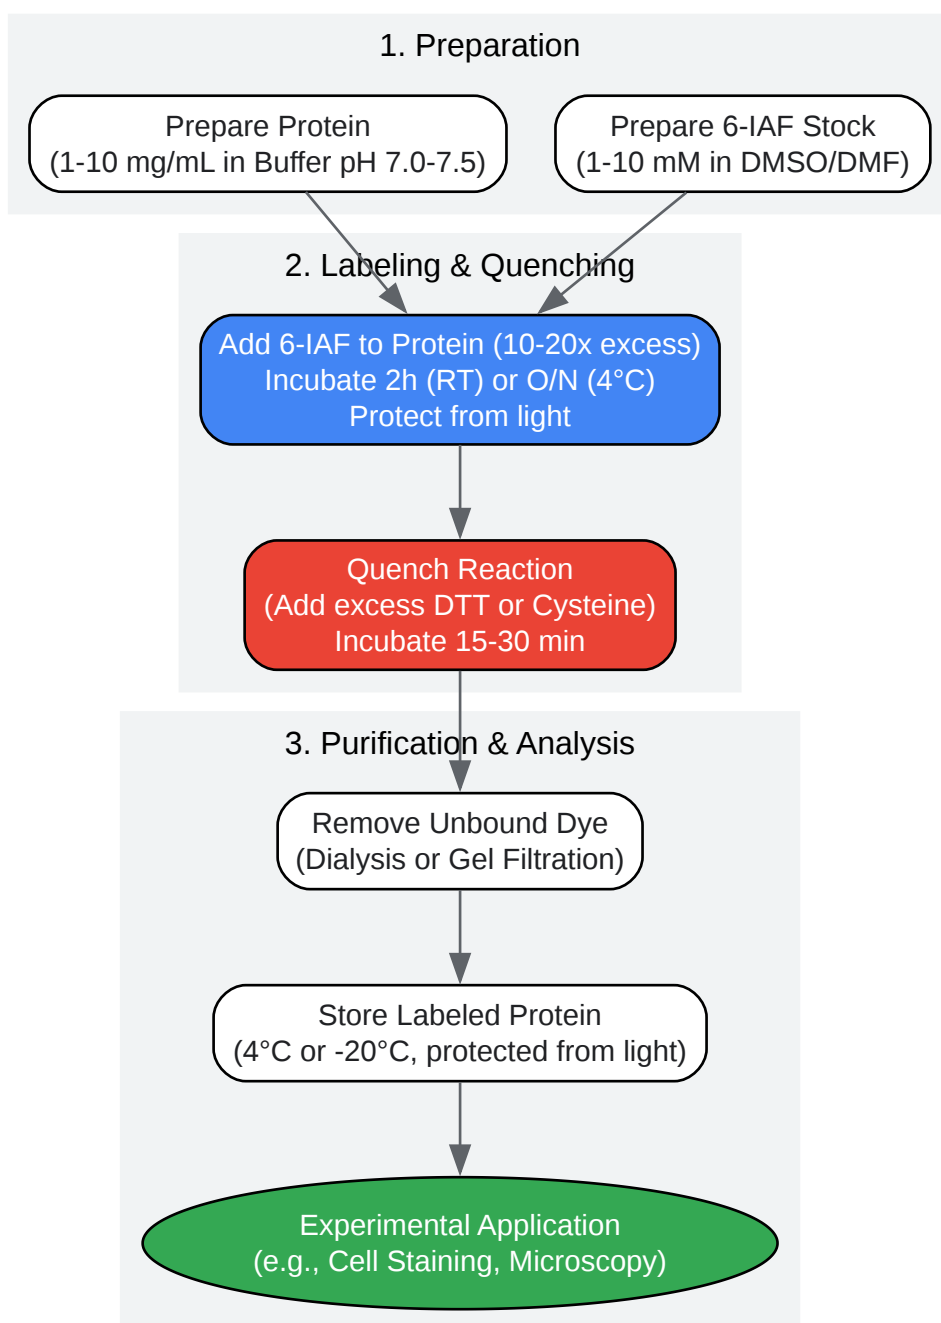 1. Preparation
Prepare Protein
(1-10 mg/mL in Buffer pH 7.0-7.5)
Prepare 6-IAF Stock
(1-10 mM in DMSO/DMF)
2. Labeling & Quenching
Add 6-IAF to Protein (10-20x excess)
Incubate 2h (RT) or O/N (4°C)
Protect from light
Quench Reaction
(Add excess DTT or Cysteine)
Incubate 15-30 min
3. Purification & Analysis
Remove Unbound Dye
(Dialysis or Gel Filtration)
Store Labeled Protein
(4°C or -20°C, protected from light)
Experimental Application
(e.g., Cell Staining, Microscopy)